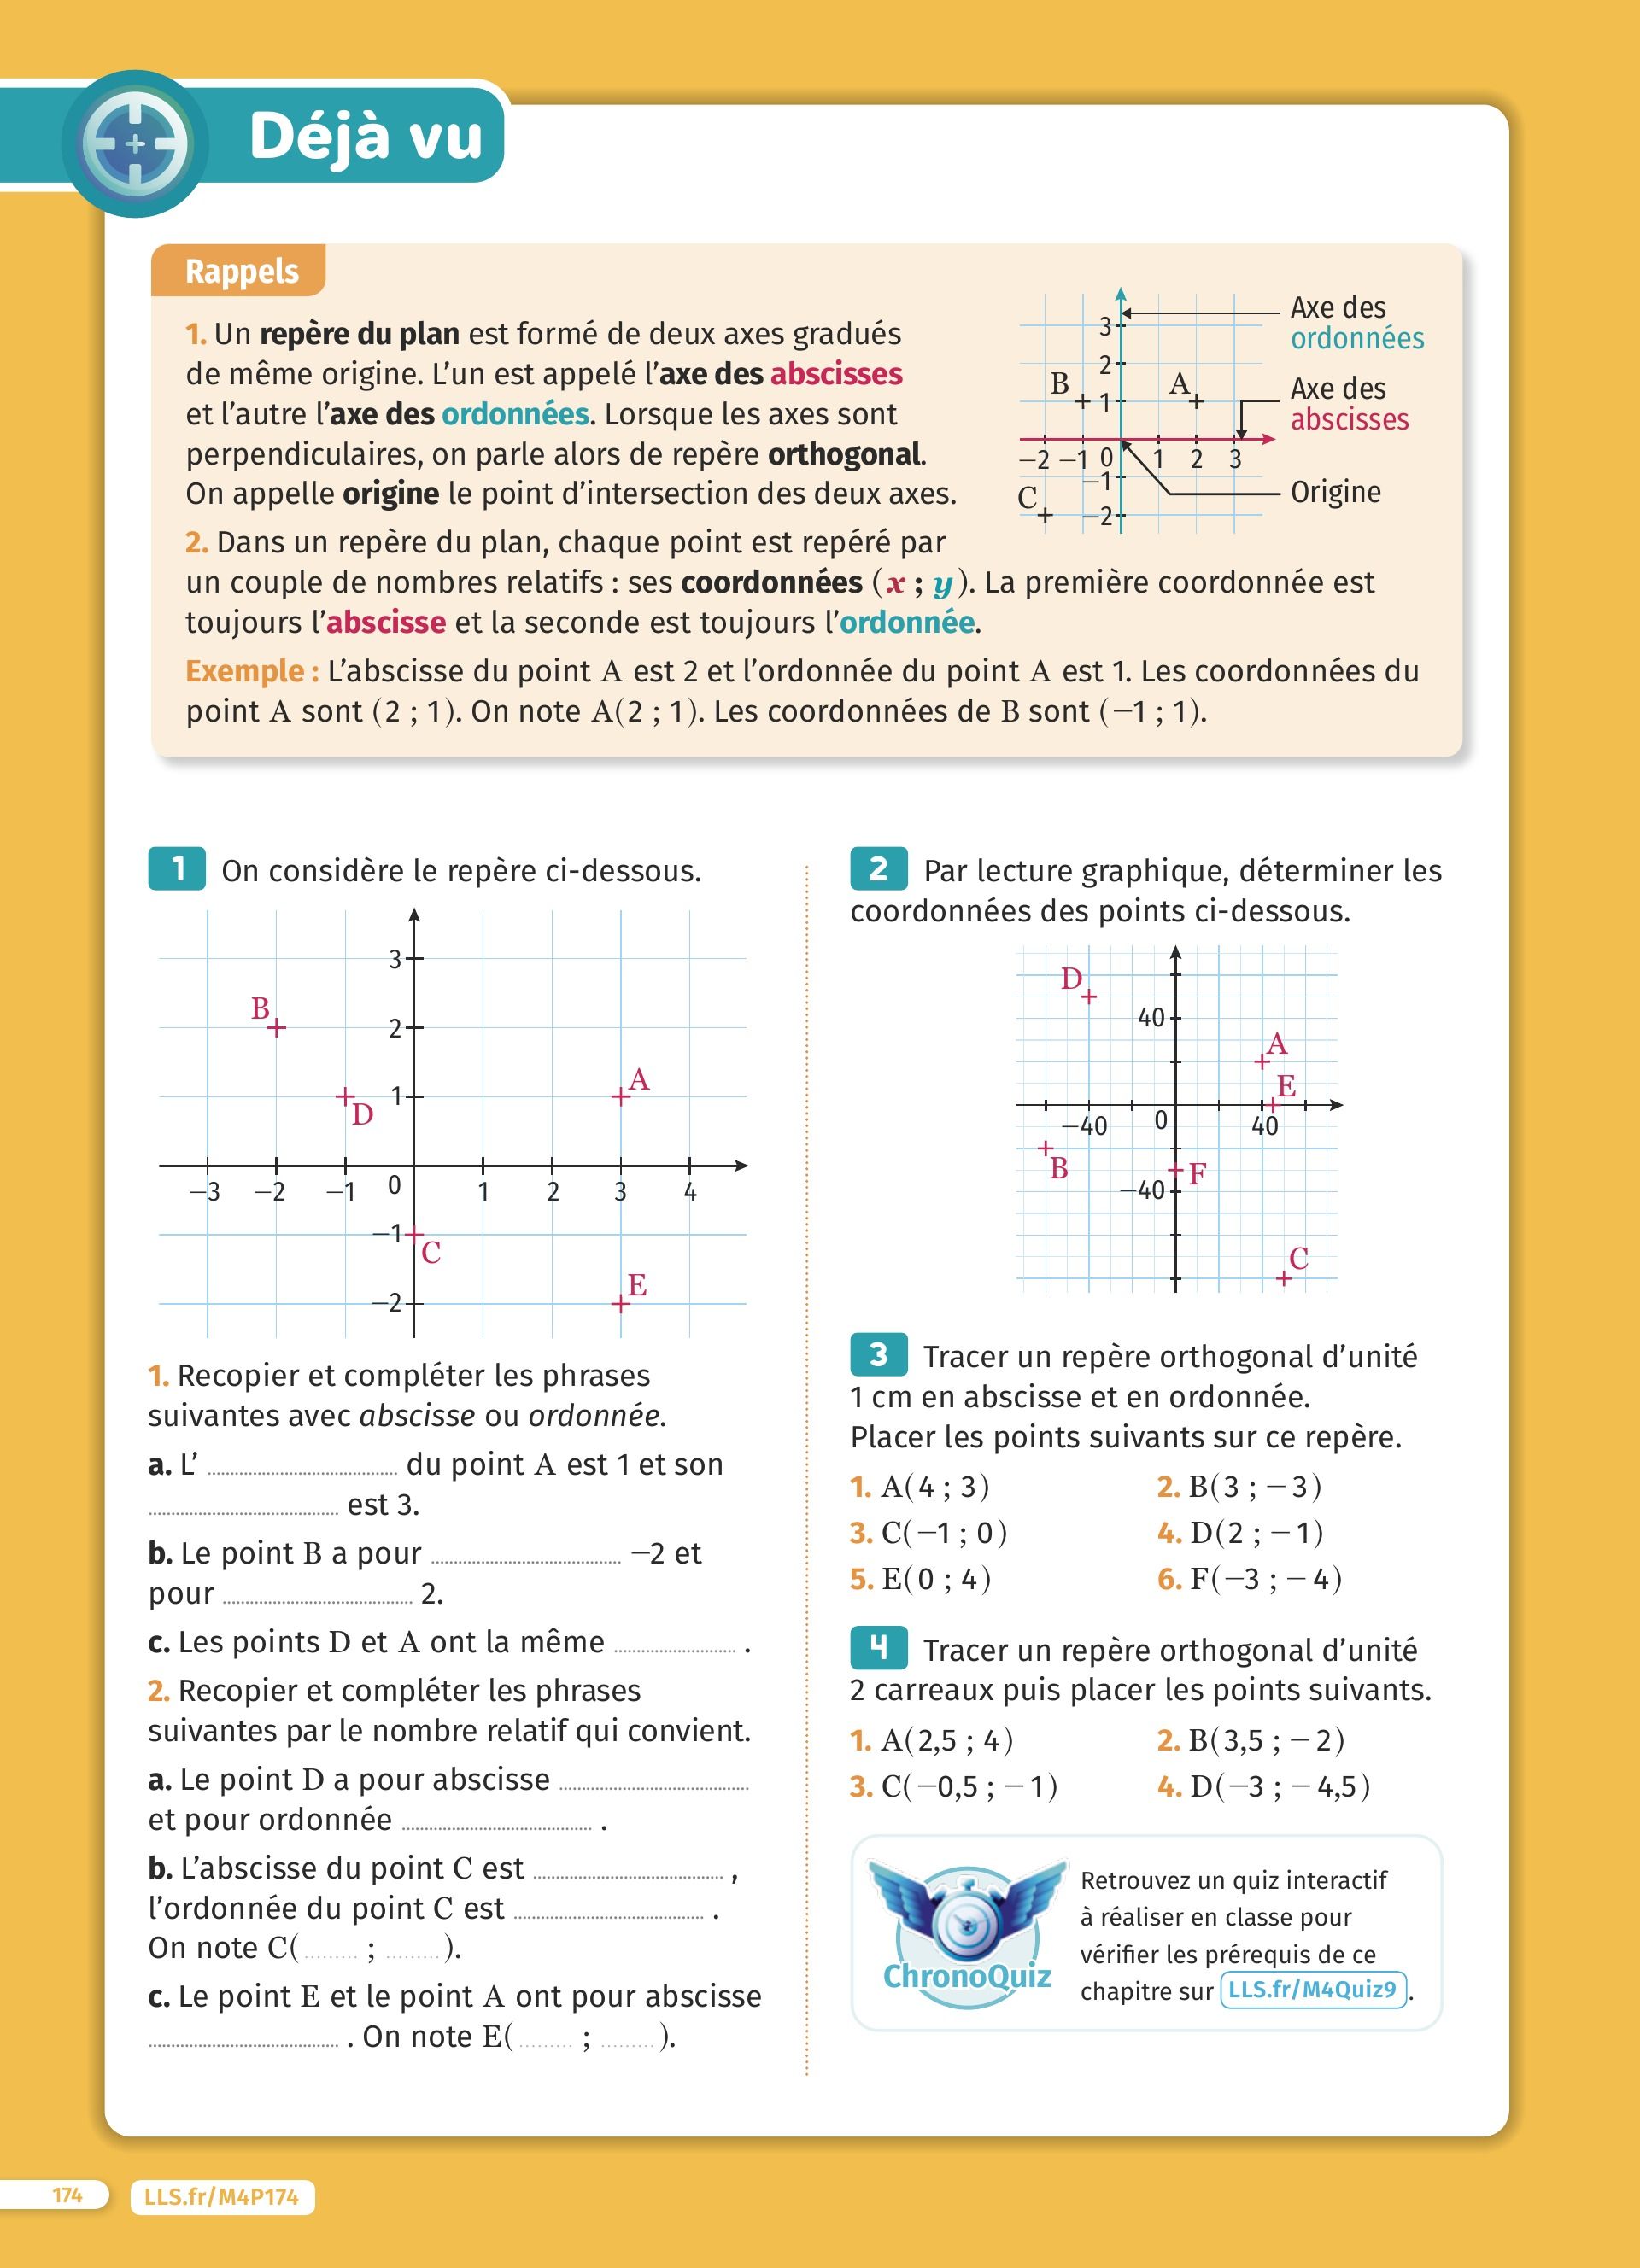 Déjà vu
Rappels
1. Un repère du plan est formé de deux axes gradués
de même origine. L’un est appelé l’axe des abscisses
et l’autre l’axe des ordonnées. Lorsque les axes sont
perpendiculaires, on parle alors de repère orthogonal.
On appelle origine le point d’intersection des deux axes.
2. Dans un repère du plan, chaque point est repéré par
un couple de nombres relatifs : ses coordonnées (x ; y). La première coordonnée est
toujours l’abscisse et la seconde est toujours l’ordonnée.
Exemple : L’abscisse du point A est 2 et l’ordonnée du point A est 1. Les coordonnées du
point A sont (2 ; 1). On note A(2 ; 1). Les coordonnées de B sont (−1 ; 1).
Axe des
ordonnées
Axe des
abscisses
Origine
3
2
B
A
1
−2 −1 0 1 2 3
−1
C
−2
1 On considère le repère ci-dessous.
3
B
2
A
1
D
−3 −2 −1 0 1 2 3 4
−1
C
E
−2
1. Recopier et compléter les phrases
suivantes avec abscisse ou ordonnée.
a. L’ .................... du point A est 1 et son
.................... est 3.
b. Le point B a pour .................... −2 et
pour .................... 2.
c. Les points D et A ont la même .............. .
2. Recopier et compléter les phrases
suivantes par le nombre relatif qui convient.
a. Le point D a pour abscisse ....................
et pour ordonnée .................... .
b. L’abscisse du point C est .................... ,
l’ordonnée du point C est .................... .
On note C( ......... ; ......... ).
c. Le point E et le point A ont pour abscisse
.................... . On note E( ......... ; ......... ).
2 Par lecture graphique, déterminer les
coordonnées des points ci-dessous.
D
40
A
E
−40 0 40
B
F
−40
C
3 Tracer un repère orthogonal d’unité
1 cm en abscisse et en ordonnée.
Placer les points suivants sur ce repère.
1. A(4 ; 3) 2. B(3 ; −3)
3. C(−1 ; 0) 4. D(2 ; −1)
5. E(0 ; 4) 6. F(−3 ; −4)
4 Tracer un repère orthogonal d’unité
2 carreaux puis placer les points suivants.
1. A(2,5 ; 4) 2. B(3,5 ; −2)
3. C(−0,5 ; −1) 4. D(−3 ; −4,5)
ChronoQuiz
Retrouvez un quiz interactif
à réaliser en classe pour
vérifier les prérequis de ce
chapitre sur LLS.fr/M4Quiz9 .
174
LLS.fr/M4P174